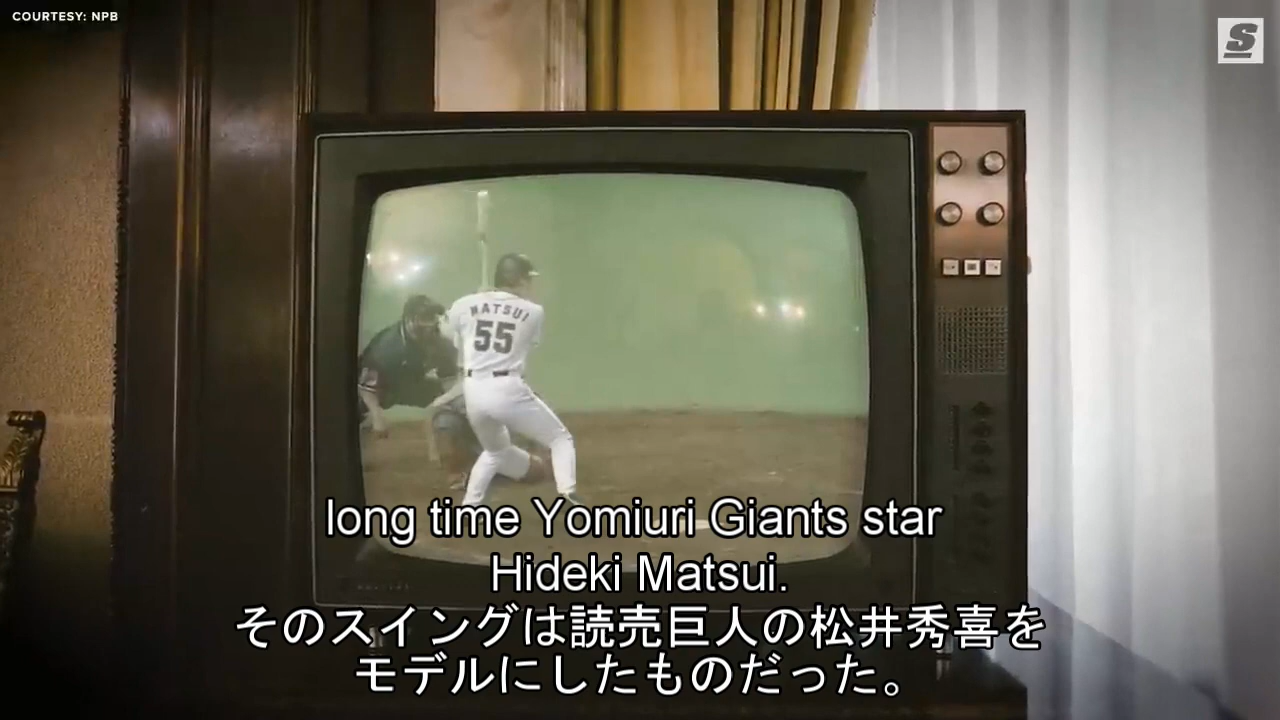 COURTESY: NPB
S
MATSUI
55
long time Yomiuri Giants star
Hideki Matsui.
そのスイングは読売巨人の松井秀喜を
モデルにしたものだった。